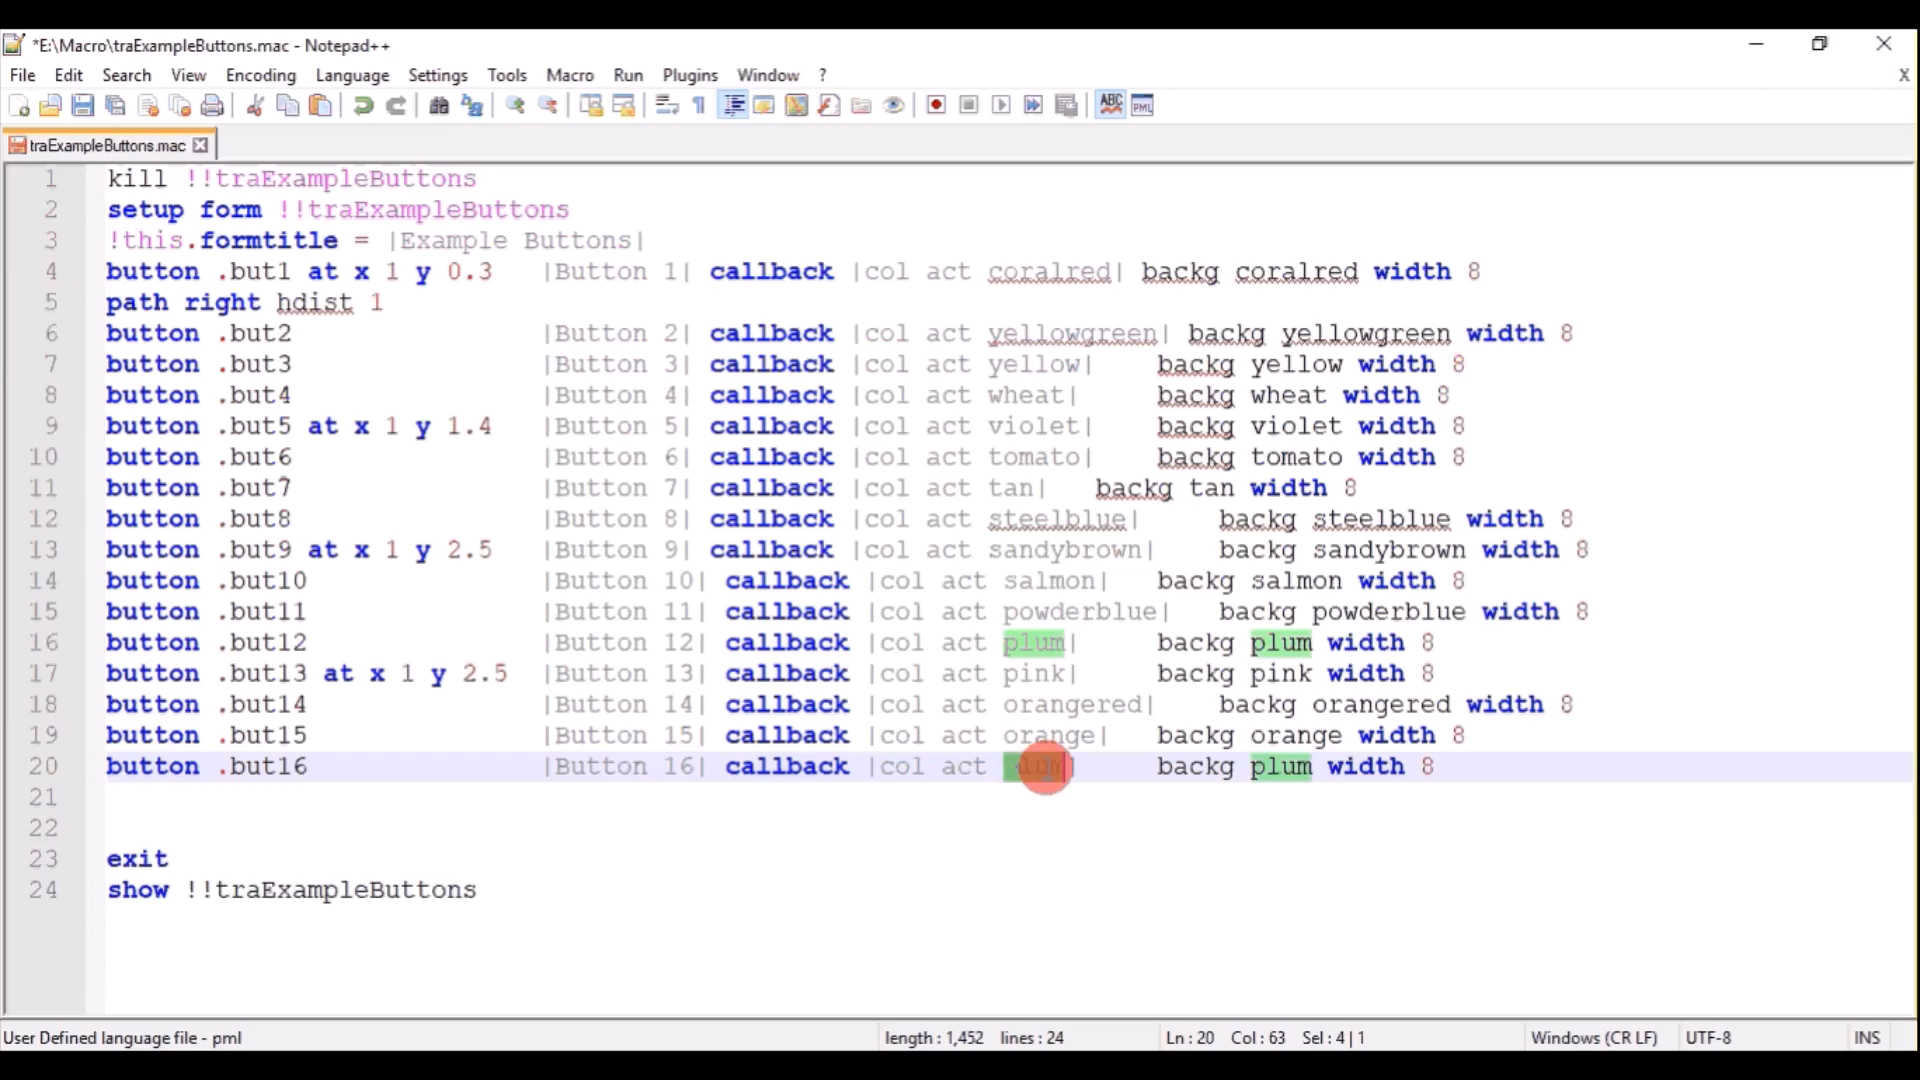 *E:\Macro\traExampleButtons.mac - Notepad++
File Edit Search View Encoding Language Settings Tools Macro Run Plugins Window ? X
ABC PML
traExampleButtons.mac
1 kill !!traExampleButtons
2 setup form !!traExampleButtons
3 !this.formtitle = |Example Buttons|
4 button .but1 at x 1 y 0.3 |Button 1| callback |col act coralred| backg coralred width 8
5 path right hdist 1
6 button .but2 |Button 2| callback |col act yellowgreen| backg yellowgreen width 8
7 button .but3 |Button 3| callback |col act yellow| backg yellow width 8
8 button .but4 |Button 4| callback |col act wheat| backg wheat width 8
9 button .but5 at x 1 y 1.4 |Button 5| callback |col act violet| backg violet width 8
10 button .but6 |Button 6| callback |col act tomato| backg tomato width 8
11 button .but7 |Button 7| callback |col act tan| backg tan width 8
12 button .but8 |Button 8| callback |col act steelblue| backg steelblue width 8
13 button .but9 at x 1 y 2.5 |Button 9| callback |col act sandybrown| backg sandybrown width 8
14 button .but10 |Button 10| callback |col act salmon| backg salmon width 8
15 button .but11 |Button 11| callback |col act powderblue| backg powderblue width 8
16 button .but12 |Button 12| callback |col act plum| backg plum width 8
17 button .but13 at x 1 y 2.5 |Button 13| callback |col act pink| backg pink width 8
18 button .but14 |Button 14| callback |col act orangered| backg orangered width 8
19 button .but15 |Button 15| callback |col act orange| backg orange width 8
20 button .but16 |Button 16| callback |col act plum| backg plum width 8
21
22
23 exit
24 show !!traExampleButtons
User Defined language file - pml length : 1,452 lines : 24 Ln : 20 Col : 63 Sel : 4 | 1 Windows (CR LF) UTF-8 INS